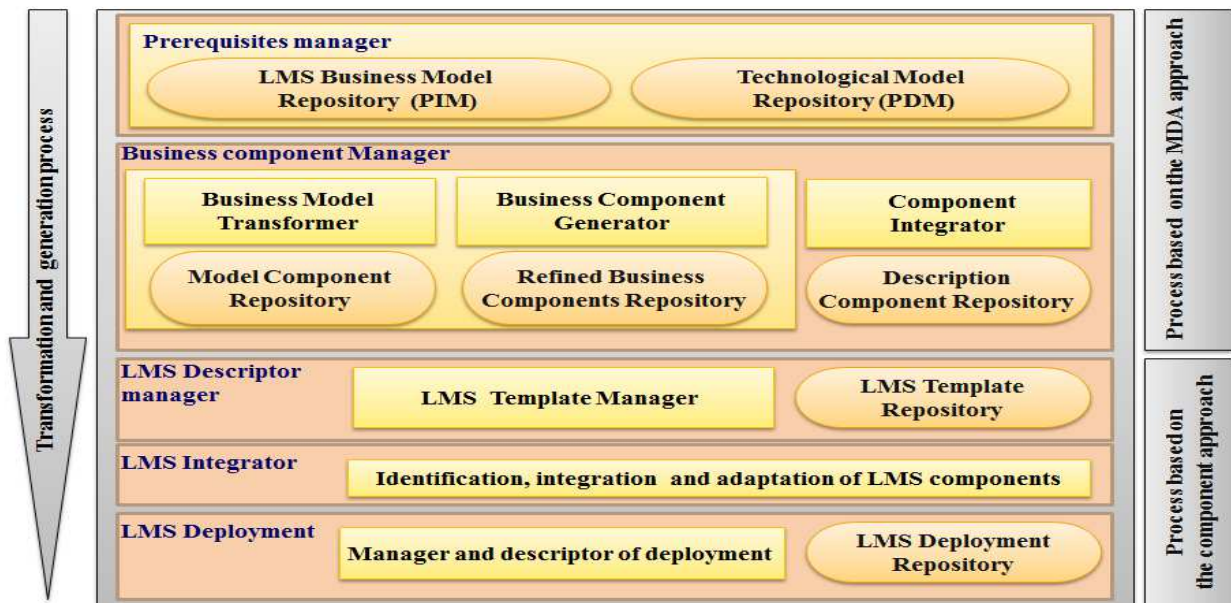 Transformation and generation process
Prerequisites manager
LMS Business Model
Repository (PIM)
Technological Model
Repository (PDM)
Business component Manager
Business Model
Transformer
Business Component
Generator
Component
Integrator
Model Component
Repository
Refined Business
Components Repository
Description
Component Repository
Process based on the MDA approach
LMS Descriptor
manager
LMS Template Manager
LMS Template
Repository
LMS Integrator
Identification, integration and adaptation of LMS components
LMS Deployment
Manager and descriptor of deployment
LMS Deployment
Repository
Process based on
the component approach